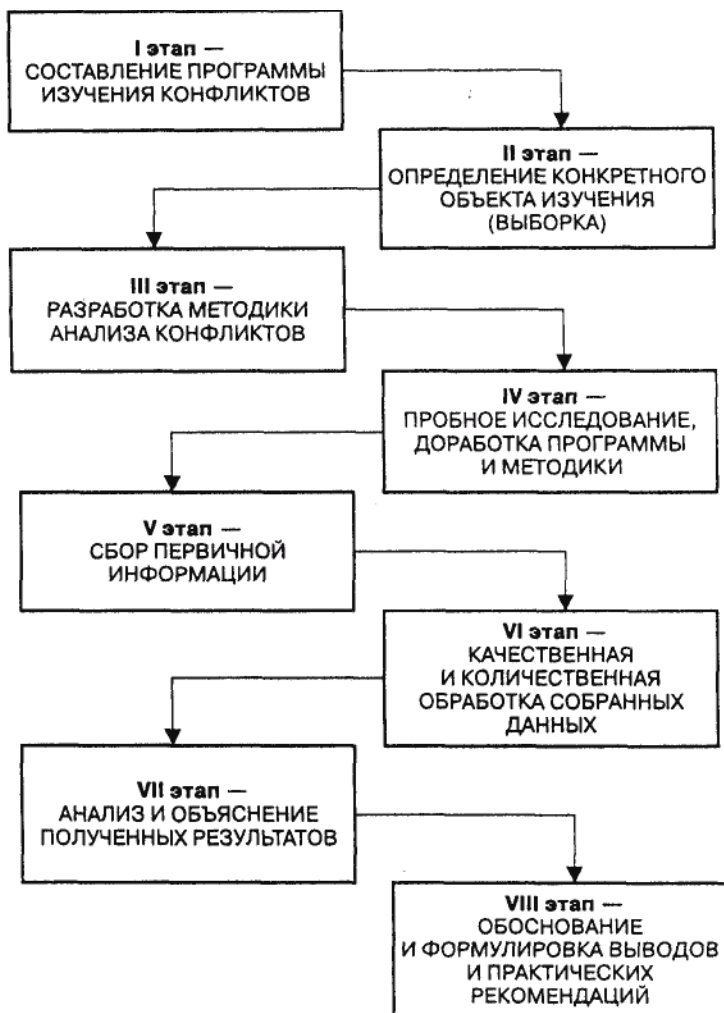 I этап —
СОСТАВЛЕНИЕ ПРОГРАММЫ
ИЗУЧЕНИЯ КОНФЛИКТОВ
II этап —
ОПРЕДЕЛЕНИЕ КОНКРЕТНОГО
ОБЪЕКТА ИЗУЧЕНИЯ
(ВЫБОРКА)
III этап —
РАЗРАБОТКА МЕТОДИКИ
АНАЛИЗА КОНФЛИКТОВ
IV этап —
ПРОБНОЕ ИССЛЕДОВАНИЕ,
ДОРАБОТКА ПРОГРАММЫ
И МЕТОДИКИ
V этап —
СБОР ПЕРВИЧНОЙ
ИНФОРМАЦИИ
VI этап —
КАЧЕСТВЕННАЯ
И КОЛИЧЕСТВЕННАЯ
ОБРАБОТКА СОБРАННЫХ
ДАННЫХ
VII этап —
АНАЛИЗ И ОБЪЯСНЕНИЕ
ПОЛУЧЕННЫХ РЕЗУЛЬТАТОВ
VIII этап —
ОБОСНОВАНИЕ
И ФОРМУЛИРОВКА ВЫВОДОВ
И ПРАКТИЧЕСКИХ
РЕКОМЕНДАЦИЙ